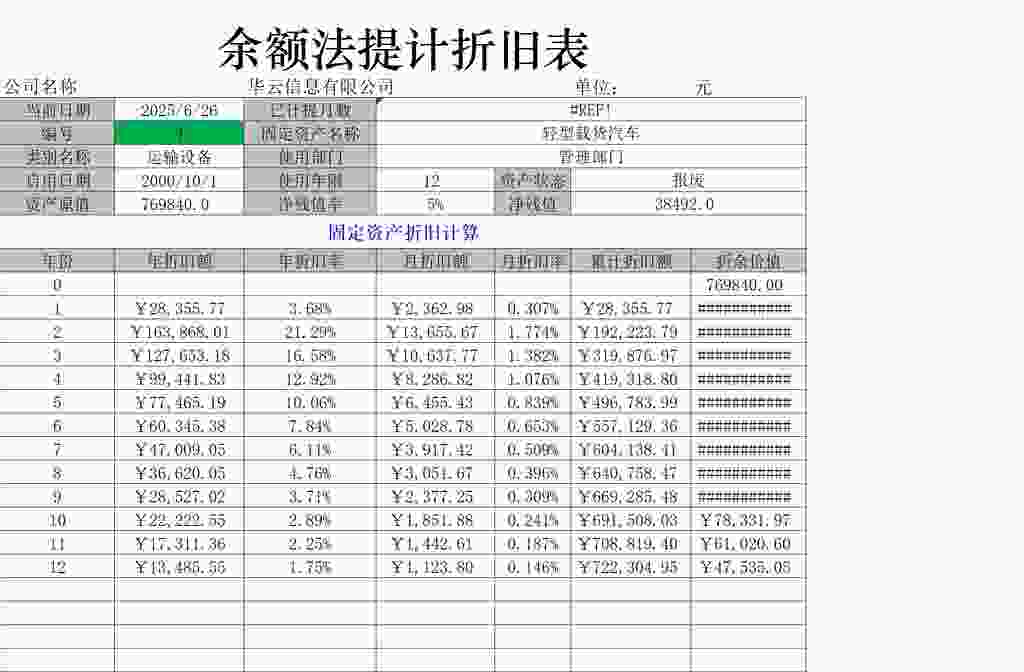 余额法提计折旧表
公司名称 华云信息有限公司 单位: 元
当前日期 2025/6/26 已计提月数 #REF!
编号 1 固定资产名称 轻型载货汽车
类别名称 运输设备 使用部门 管理部门
启用日期 2000/10/1 使用年限 12 资产状态 报废
资产原值 769840.0 净残值率 5% 净残值 38492.0
固定资产折旧计算
年份 年折旧额 年折旧率 月折旧额 月折旧率 累计折旧额 折余价值
0 769840.00
1 ¥28,355.77 3.68% ¥2,362.98 0.307% ¥28,355.77 ###########
2 ¥163,868.01 21.29% ¥13,655.67 1.774% ¥192,223.79 ###########
3 ¥127,653.18 16.58% ¥10,637.77 1.382% ¥319,876.97 ###########
4 ¥99,441.83 12.92% ¥8,286.82 1.076% ¥419,318.80 ###########
5 ¥77,465.19 10.06% ¥6,455.43 0.839% ¥496,783.99 ###########
6 ¥60,345.38 7.84% ¥5,028.78 0.653% ¥557,129.36 ###########
7 ¥47,009.05 6.11% ¥3,917.42 0.509% ¥604,138.41 ###########
8 ¥36,620.05 4.76% ¥3,051.67 0.396% ¥640,758.47 ###########
9 ¥28,527.02 3.71% ¥2,377.25 0.309% ¥669,285.48 ###########
10 ¥22,222.55 2.89% ¥1,851.88 0.241% ¥691,508.03 ¥78,331.97
11 ¥17,311.36 2.25% ¥1,442.61 0.187% ¥708,819.40 ¥61,020.60
12 ¥13,485.55 1.75% ¥1,123.80 0.146% ¥722,304.95 ¥47,535.05